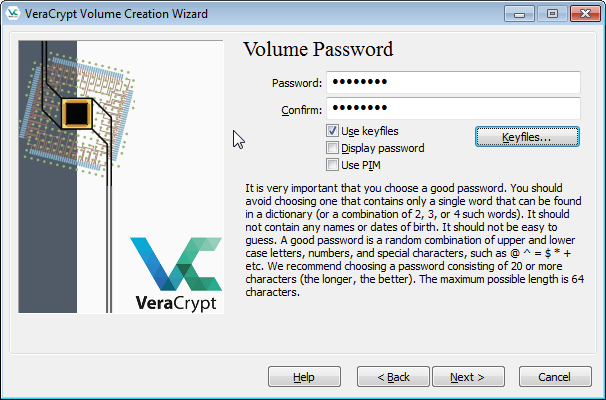 VeraCrypt Volume Creation Wizard
Volume Password
Password: ••••••••
Confirm: ••••••••
Use keyfiles
Keyfiles...
Display password
Use PIM
It is very important that you choose a good password. You should
avoid choosing one that contains only a single word that can be found
in a dictionary (or a combination of 2, 3, or 4 such words). It should
not contain any names or dates of birth. It should not be easy to
guess. A good password is a random combination of upper and lower
case letters, numbers, and special characters, such as @ ^ = $ * +
etc. We recommend choosing a password consisting of 20 or more
characters (the longer, the better). The maximum possible length is 64
characters.
VeraCrypt
Help
< Back
Next >
Cancel